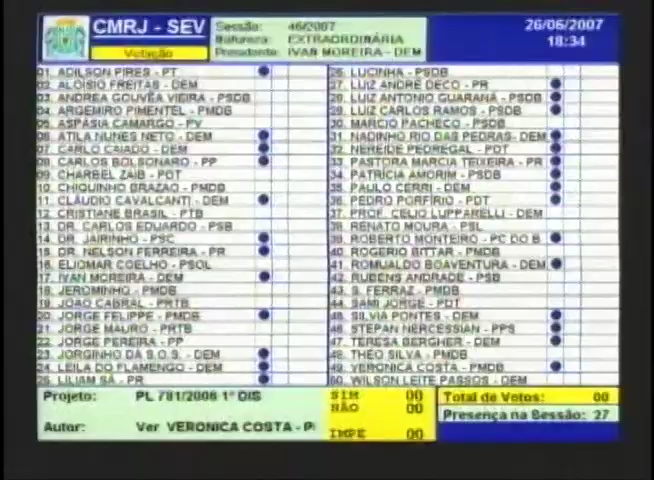 CMRJ - SEV
Votação
Sessão: 46/2007
Natureza: EXTRAORDINÁRIA
Presidente: IVAN MOREIRA - DEM
26/06/2007
18:34
01. ADILSON PIRES - PT
02. ALOISIO FREITAS - DEM
03. ANDREA GOUVÊA VIEIRA - PSDB
04. ARGEMIRO PIMENTEL - PMDB
05. ASPÁSIA CAMARGO - PV
06. ATILA NUNES NETO - DEM
07. CARLO CAIADO - DEM
08. CARLOS BOLSONARO - PP
09. CHARBEL ZAIB - PDT
10. CHIQUINHO BRAZÃO - PMDB
11. CLÁUDIO CAVALCANTI - DEM
12. CRISTIANE BRASIL - PTB
13. DR. CARLOS EDUARDO - PSB
14. DR. JAIRINHO - PSC
15. DR. NELSON FERREIRA - PR
16. ELIOMAR COELHO - PSOL
17. IVAN MOREIRA - DEM
18. JEROMINHO - PMDB
19. JOÃO CABRAL - PRTB
20. JORGE FELIPPE - PMDB
21. JORGE MAURO - PRTB
22. JORGE PEREIRA - PP
23. JORGINHO DA S.O.S. - DEM
24. LEILA DO FLAMENGO - DEM
25. LILIAM SÁ - PR
26. LUCINHA - PSDB
27. LUIZ ANDRÉ DECO - PR
28. LUIZ ANTONIO GUARANÁ - PSDB
29. LUIZ CARLOS RAMOS - PSDB
30. MARCIO PACHECO - PSDB
31. NADINHO RIO DAS PEDRAS- DEM
32. NEREIDE PEDREGAL - PDT
33. PASTORA MARCIA TEIXEIRA - PR
34. PATRÍCIA AMORIM - PSDB
35. PAULO CERRI - DEM
36. PEDRO PORFÍRIO - PDT
37. PROF. CÉLIO LUPPARELLI - DEM
38. RENATO MOURA - PSL
39. ROBERTO MONTEIRO - PC DO B
40. ROGERIO BITTAR - PMDB
41. ROMUALDO BOAVENTURA - DEM
42. RUBENS ANDRADE - PSB
43. S. FERRAZ - PMDB
44. SAMI JORGE - PDT
45. SILVIA PONTES - DEM
46. STEPAN NERCESSIAN - PPS
47. TERESA BERGHER - DEM
48. THEO SILVA - PMDB
49. VERONICA COSTA - PMDB
50. WILSON LEITE PASSOS - DEM
Projeto: PL 781/2006 1ª DIS
Autor: Ver VERONICA COSTA - P
SIM 00
NÃO 00
IMPE 00
Total de Votos: 00
Presença na Sessão: 27